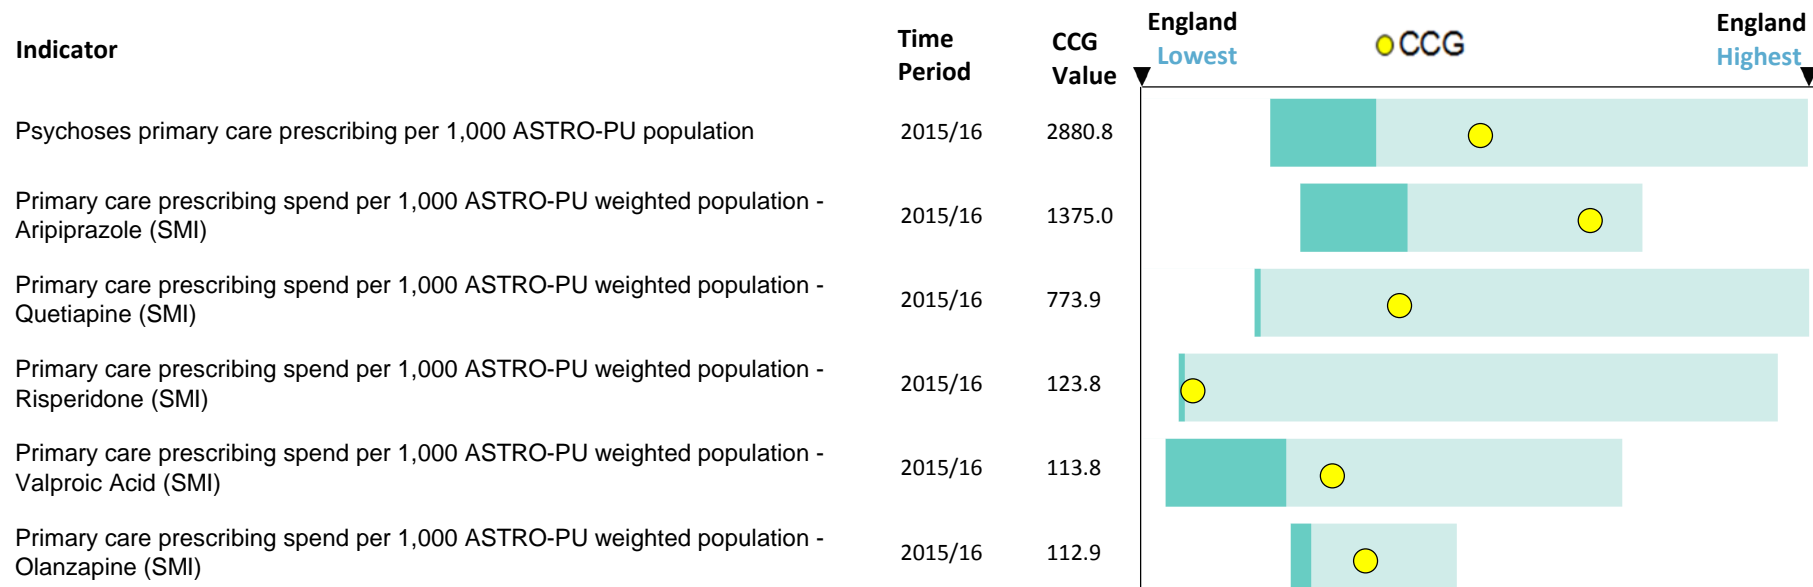 Indicator
Time
Period
CCG
Value
England
Lowest
CCG
England
Highest
Psychoses primary care prescribing per 1,000 ASTRO-PU population 2015/16 2880.8
Primary care prescribing spend per 1,000 ASTRO-PU weighted population -
Aripiprazole (SMI) 2015/16 1375.0
Primary care prescribing spend per 1,000 ASTRO-PU weighted population -
Quetiapine (SMI) 2015/16 773.9
Primary care prescribing spend per 1,000 ASTRO-PU weighted population -
Risperidone (SMI) 2015/16 123.8
Primary care prescribing spend per 1,000 ASTRO-PU weighted population -
Valproic Acid (SMI) 2015/16 113.8
Primary care prescribing spend per 1,000 ASTRO-PU weighted population -
Olanzapine (SMI) 2015/16 112.9